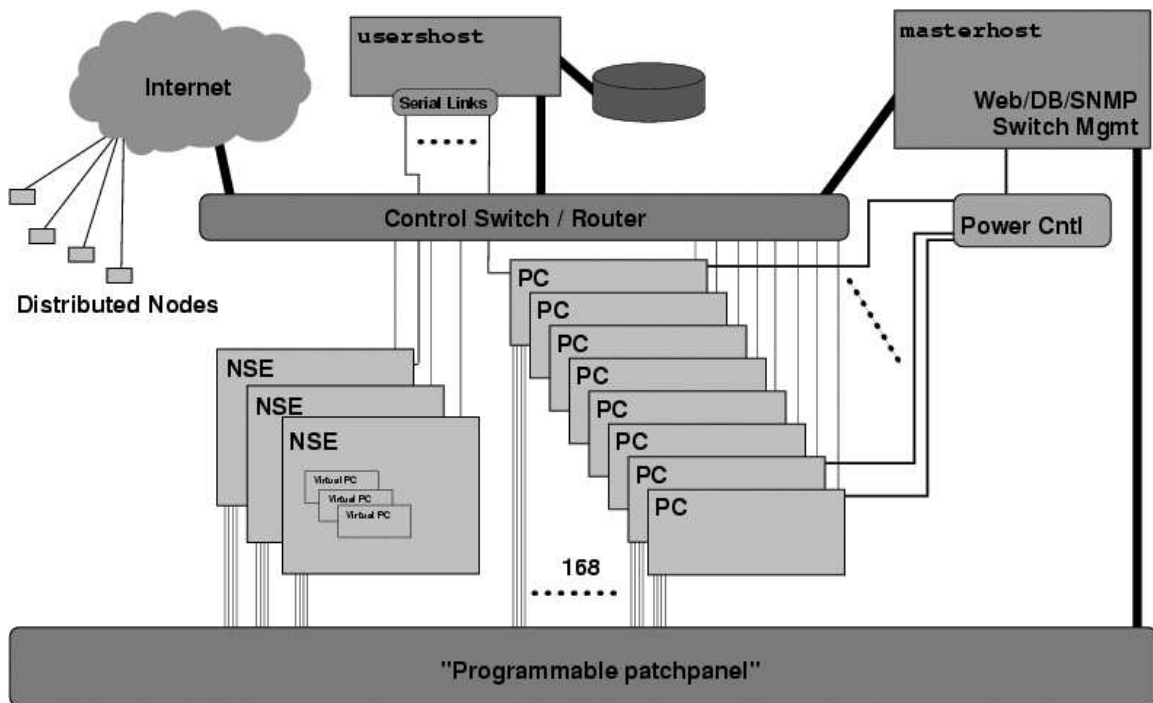 usershost
masterhost
Internet
Serial Links
Web/DB/SNMP
Switch Mgmt
Control Switch / Router
Power Cntl
Distributed Nodes
PC
PC
PC
PC
PC
PC
PC
PC
NSE
NSE
NSE
Virtual PC
Virtual PC
Virtual PC
168
"Programmable patchpanel"